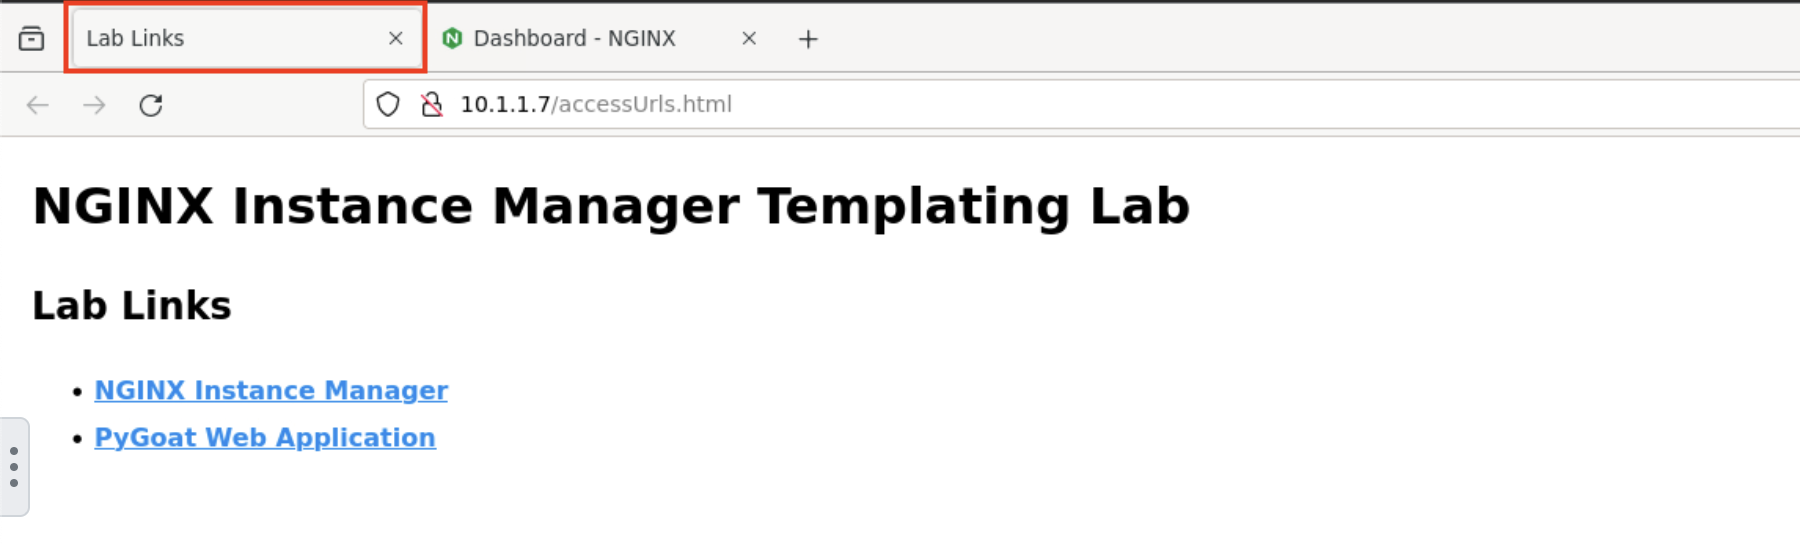 Lab Links
Dashboard - NGINX
10.1.1.7/accessUrls.html
NGINX Instance Manager Templating Lab
Lab Links
NGINX Instance Manager
PyGoat Web Application